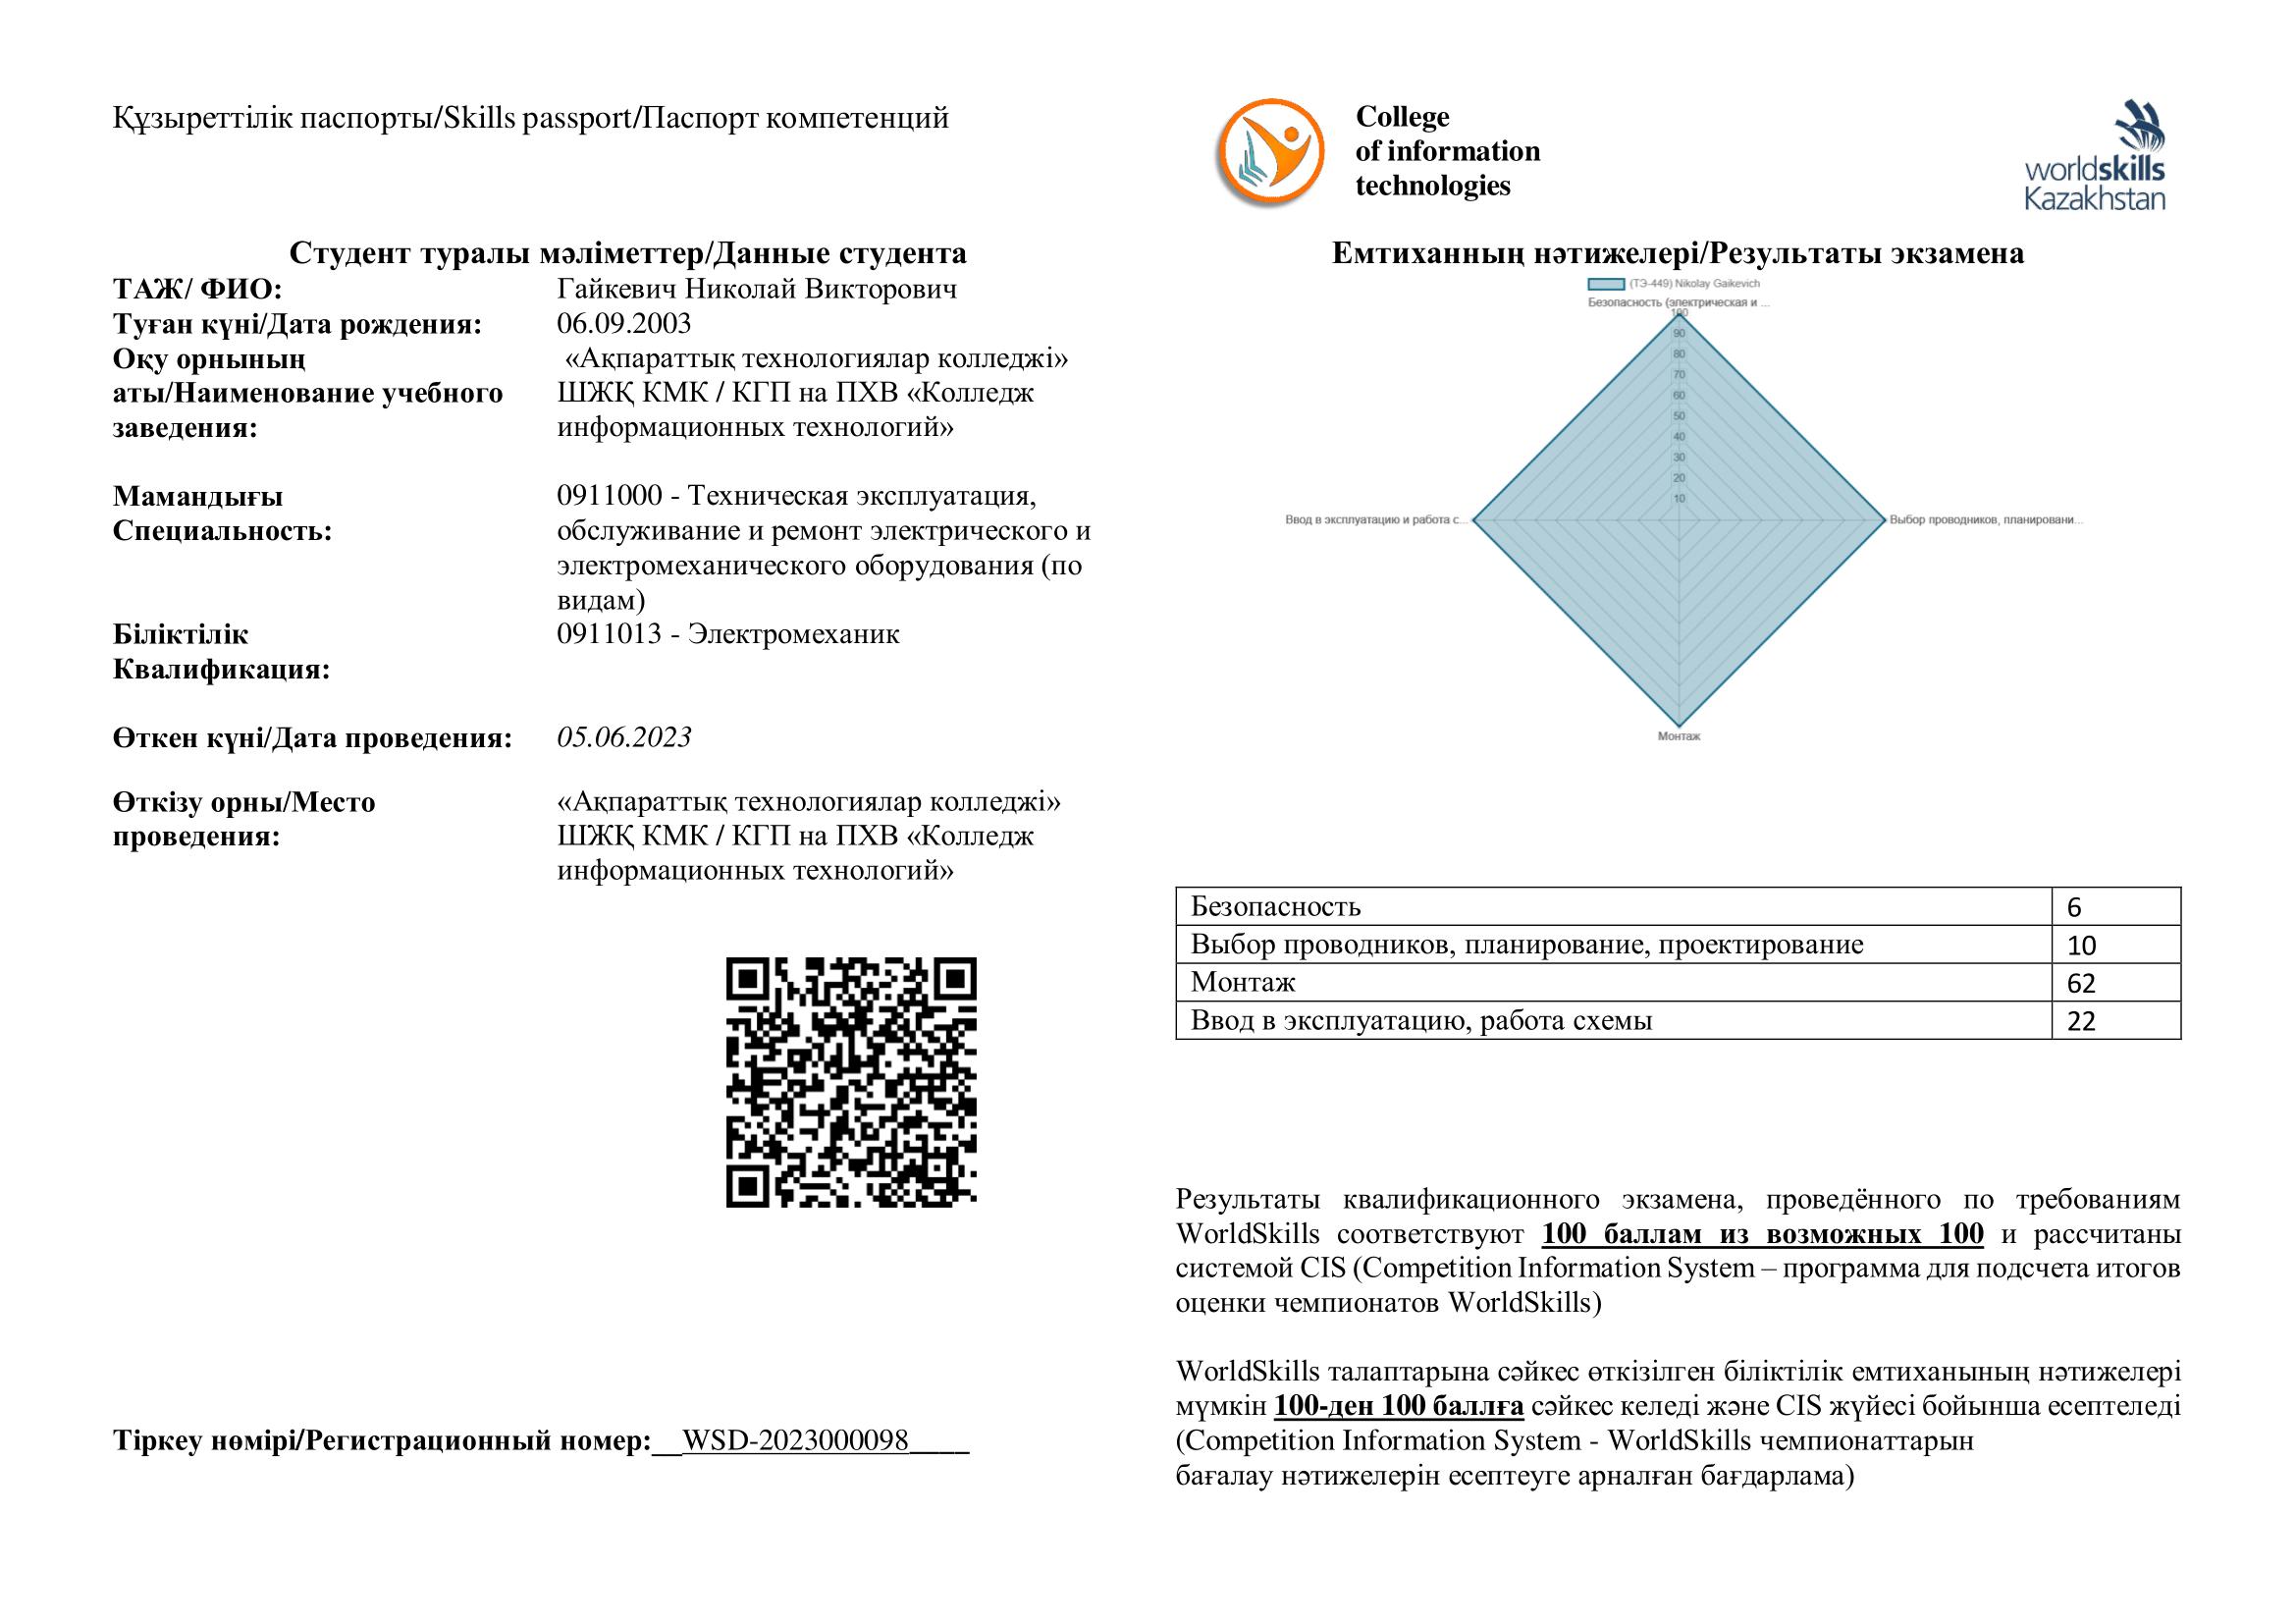 Құзыреттілік паспорты/Skills passport/Паспорт компетенций
Студент туралы мәліметтер/Данные студента
ТАЖ/ ФИО: Гайкевич Николай Викторович
Туған күні/Дата рождения: 06.09.2003
Оқу орнының «Ақпараттық технологиялар колледжі»
аты/Наименование учебного ШЖҚ КМК / КГП на ПХВ «Колледж
заведения: информационных технологий»
Мамандығы 0911000 - Техническая эксплуатация,
Специальность: обслуживание и ремонт электрического и
электромеханического оборудования (по
видам)
Біліктілік 0911013 - Электромеханик
Квалификация:
Өткен күні/Дата проведения: 05.06.2023
Өткізу орны/Место «Ақпараттық технологиялар колледжі»
проведения: ШЖҚ КМК / КГП на ПХВ «Колледж
информационных технологий»
Тіркеу нөмірі/Регистрационный номер:__WSD-2023000098____
College
of information
technologies
worldskills
Kazakhstan
Емтиханның нәтижелері/Результаты экзамена
(ТЭ-449) Nikolay Gaikevich
Безопасность (электрическая и ...
100
90
80
70
60
50
40
30
20
10
Ввод в эксплуатацию и работа с...
Выбор проводников, планировани...
Монтаж
Безопасность 6
Выбор проводников, планирование, проектирование 10
Монтаж 62
Ввод в эксплуатацию, работа схемы 22
Результаты квалификационного экзамена, проведённого по требованиям
WorldSkills соответствуют 100 баллам из возможных 100 и рассчитаны
системой CIS (Competition Information System – программа для подсчета итогов
оценки чемпионатов WorldSkills)
WorldSkills талаптарына сәйкес өткізілген біліктілік емтиханының нәтижелері
мүмкін 100-ден 100 баллға сәйкес келеді және CIS жүйесі бойынша есептеледі
(Competition Information System - WorldSkills чемпионаттарын
бағалау нәтижелерін есептеуге арналған бағдарлама)